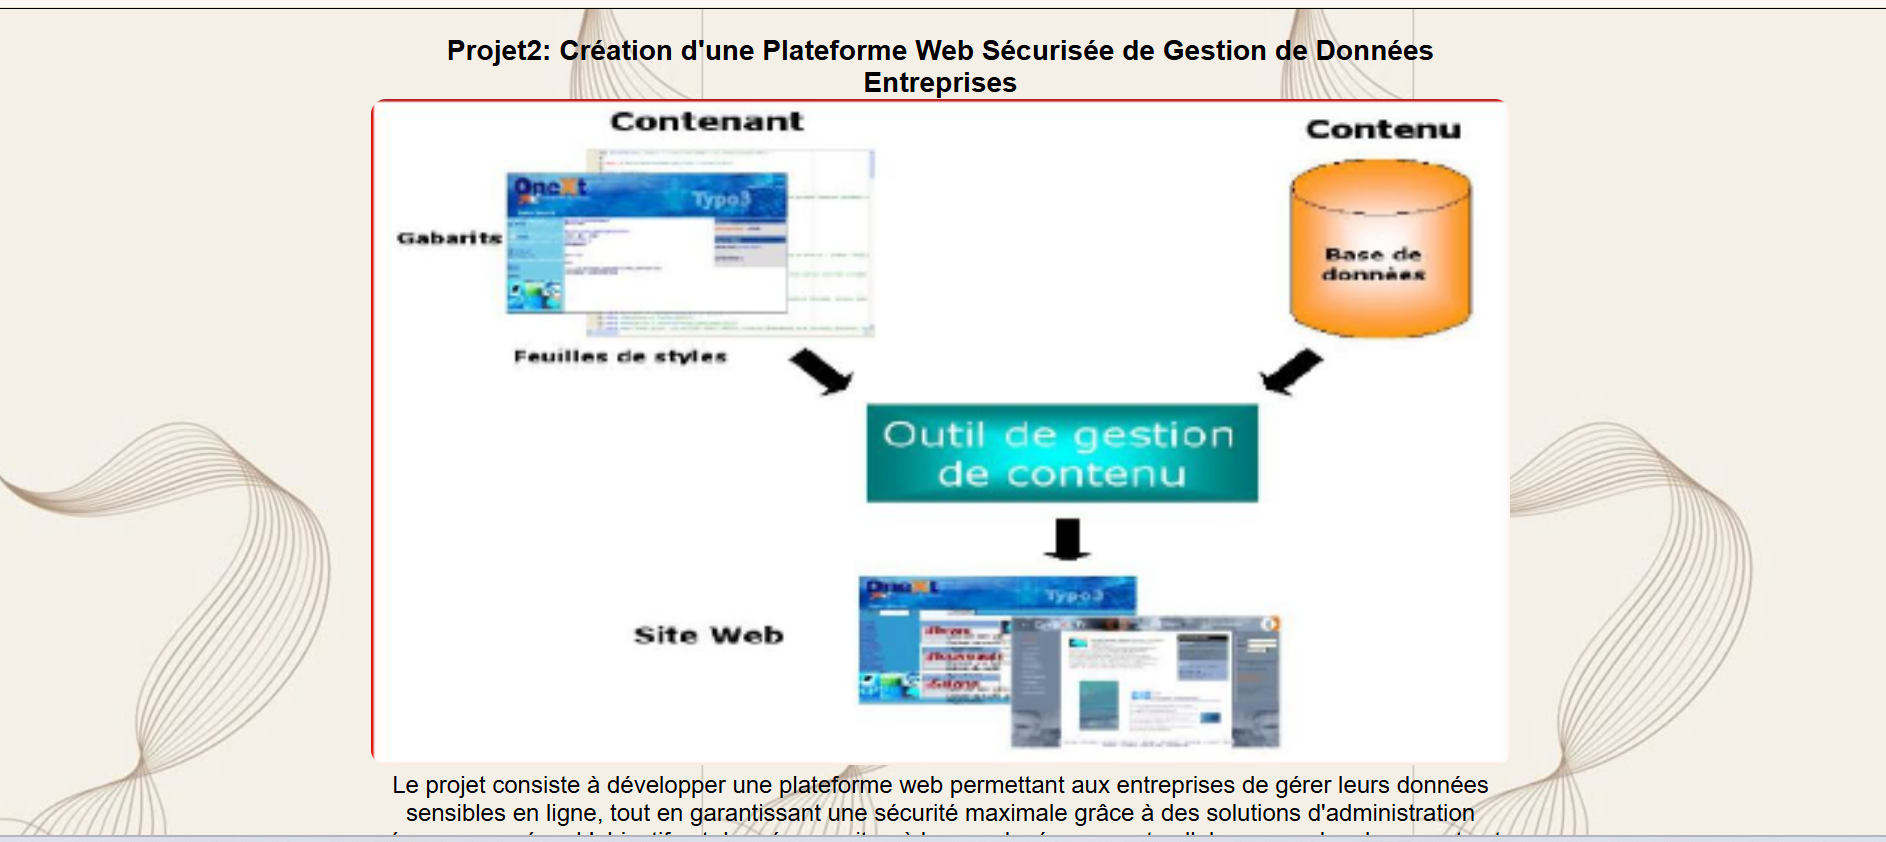 Projet2: Création d'une Plateforme Web Sécurisée de Gestion de Données
Entreprises
Contenant
Contenu
OneXt
Typo3
Gabarits
Base de
données
Feuilles de styles
Outil de gestion
de contenu
OneXt
Typo3
Site Web
Le projet consiste à développer une plateforme web permettant aux entreprises de gérer leurs données
sensibles en ligne, tout en garantissant une sécurité maximale grâce à des solutions d'administration